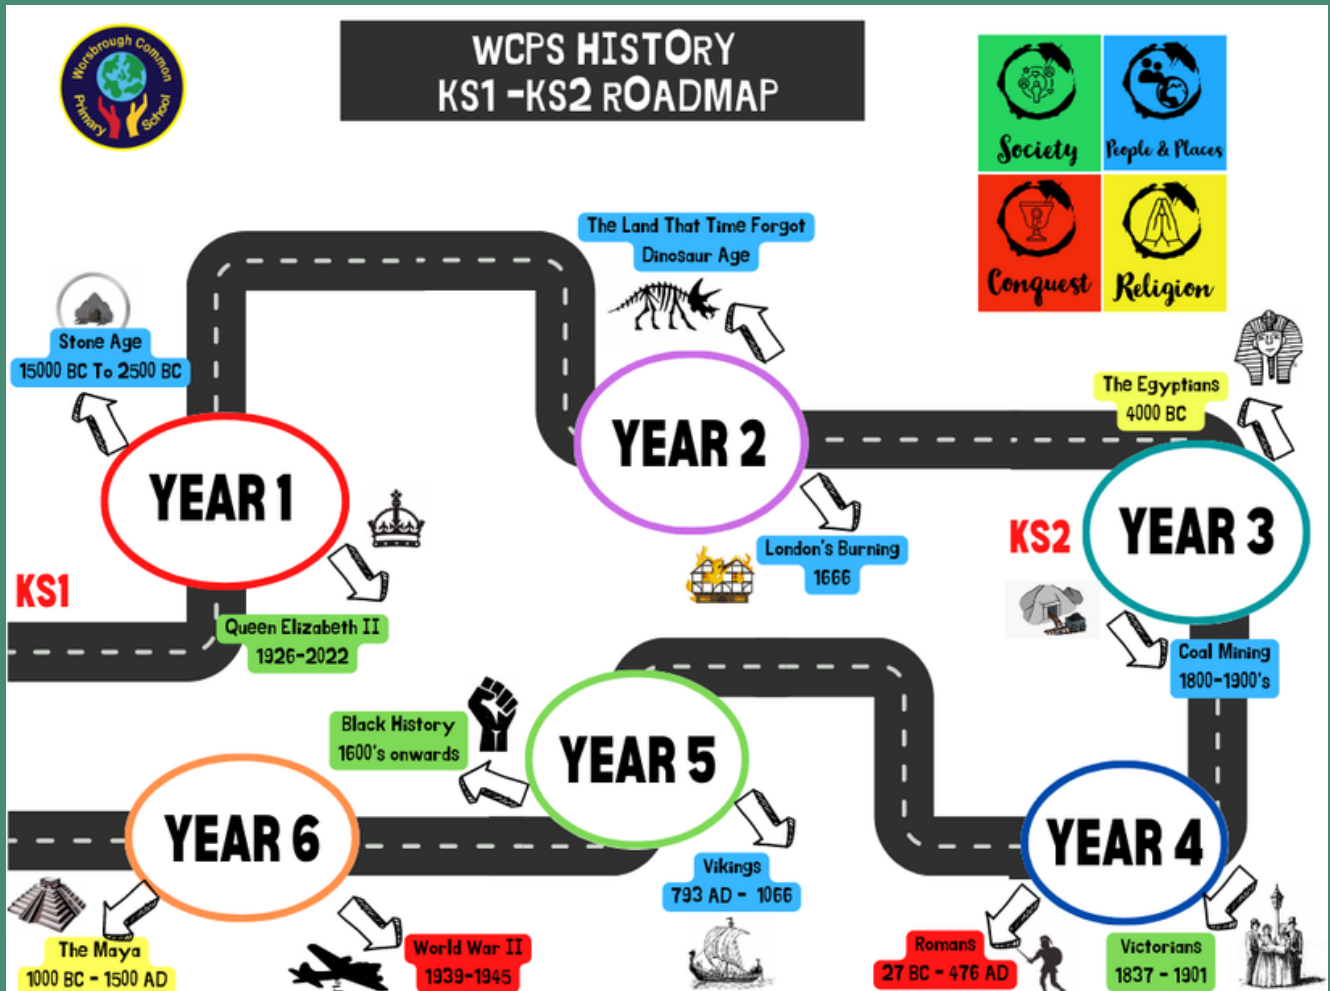 Worsbrough Common
Primary School
WCPS HISTORY
KS1-KS2 ROADMAP
Society
People & Places
Conquest
Religion
The Land That Time Forgot
Dinosaur Age
Stone Age
15000 BC To 2500 BC
The Egyptians
4000 BC
YEAR 1
YEAR 2
KS2
YEAR 3
London's Burning
1666
KS1
Queen Elizabeth II
1926-2022
Coal Mining
1800-1900's
Black History
1600's onwards
YEAR 5
YEAR 6
YEAR 4
Vikings
793 AD - 1066
The Maya
1000 BC - 1500 AD
World War II
1939-1945
Romans
27 BC - 476 AD
Victorians
1837 - 1901